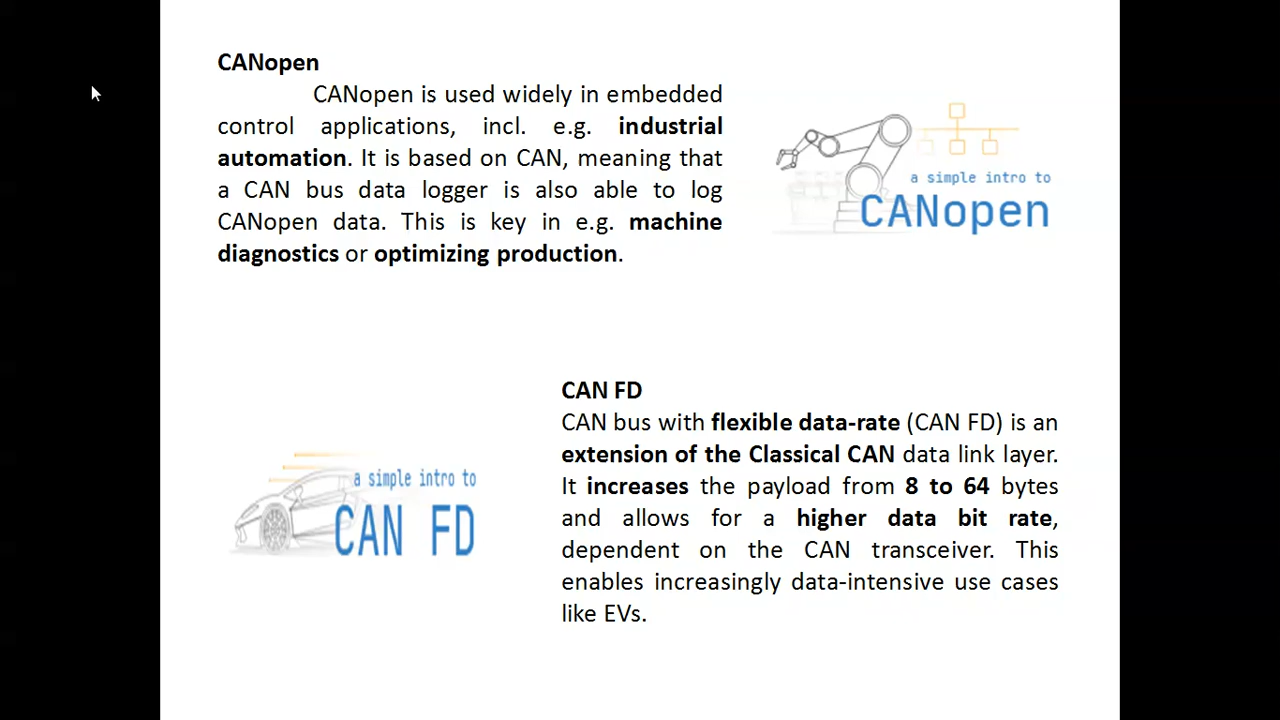 CANopen
CANopen is used widely in embedded
control applications, incl. e.g. industrial
automation. It is based on CAN, meaning that
a CAN bus data logger is also able to log
CANopen data. This is key in e.g. machine
diagnostics or optimizing production.
a simple intro to
CANopen
CAN FD
CAN bus with flexible data-rate (CAN FD) is an
extension of the Classical CAN data link layer.
It increases the payload from 8 to 64 bytes
and allows for a higher data bit rate,
dependent on the CAN transceiver. This
enables increasingly data-intensive use cases
like EVs.
a simple intro to
CAN FD